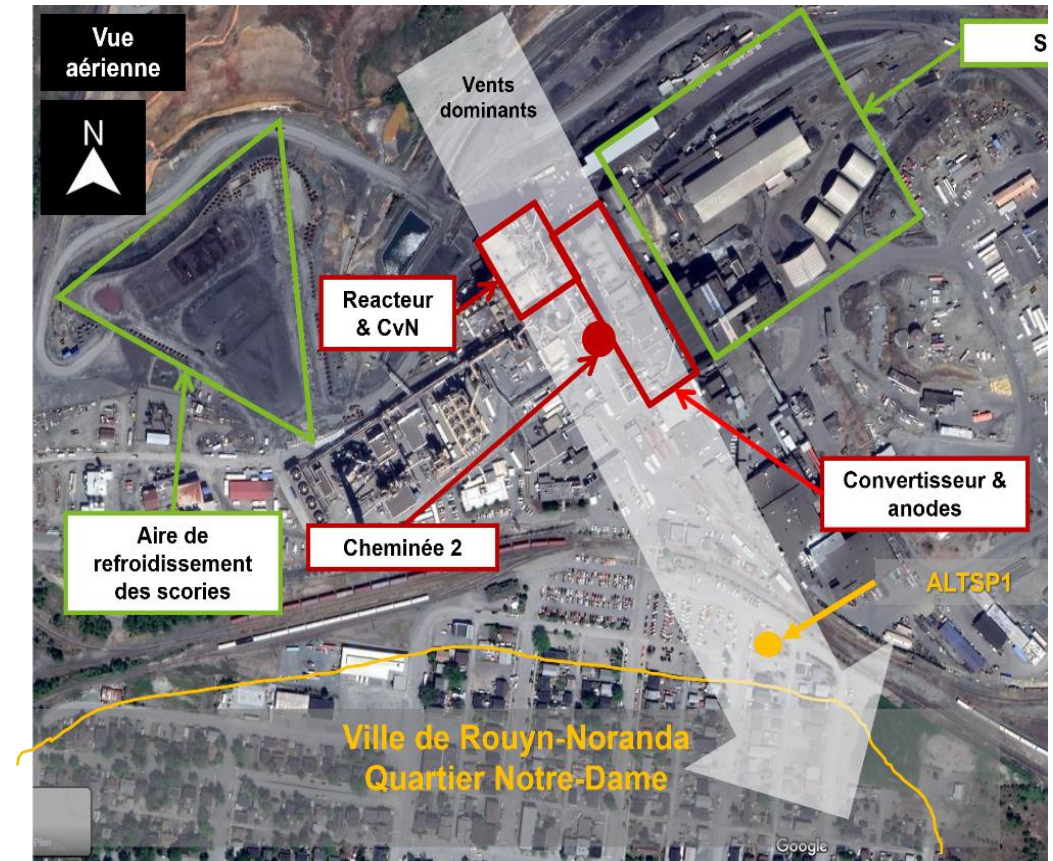 Vue
aérienne
N
Vents
dominants
S
Reacteur
& CvN
Convertisseur &
anodes
Cheminée 2
Aire de
refroidissement
des scories
ALTSP1
Ville de Rouyn-Noranda
Quartier Notre-Dame
Plan
Google